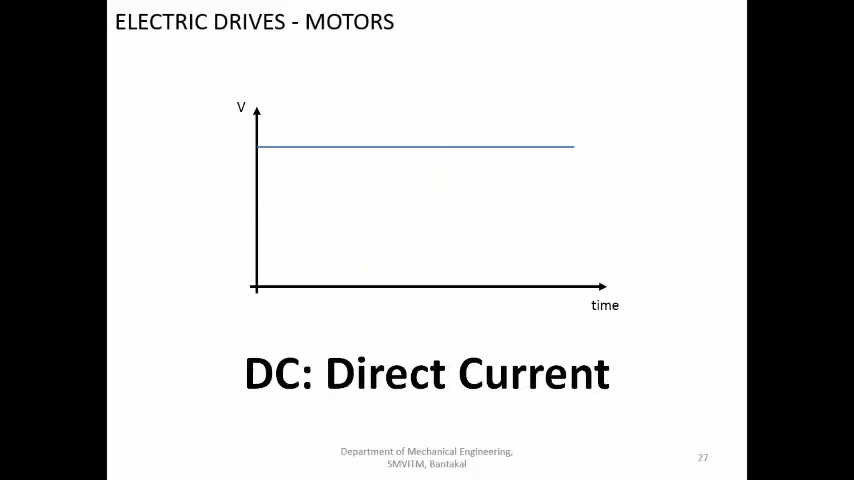 ELECTRIC DRIVES - MOTORS
V
time
DC: Direct Current
Department of Mechanical Engineering,
SMVITM, Bantakal
27